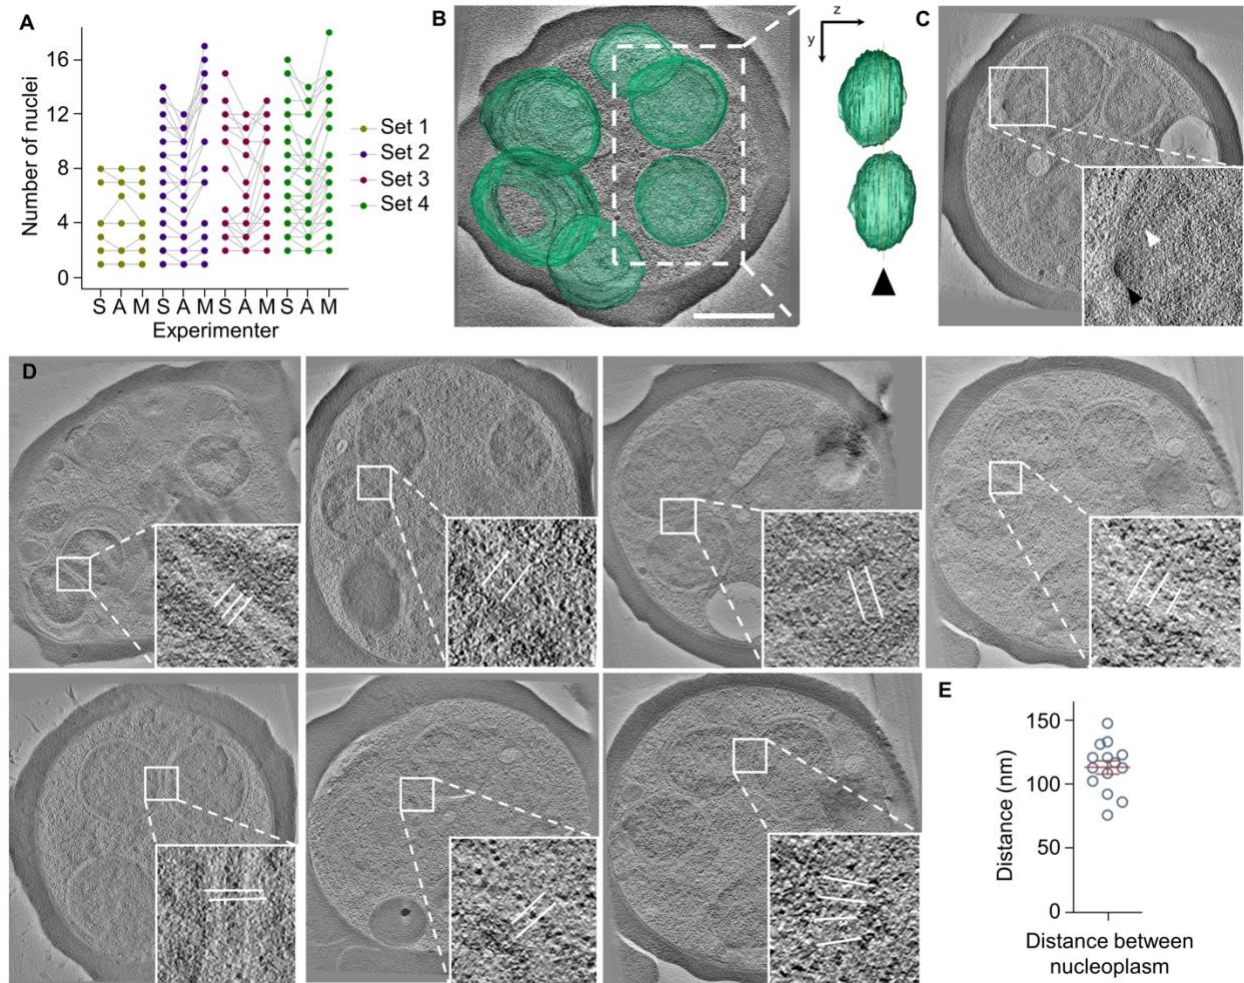 A
Number of nuclei
16
12
8
4
0
S A M S A M S A M S A M
Experimenter
Set 1
Set 2
Set 3
Set 4
B
z
y
C
D
E
Distance (nm)
150
100
50
0
Distance between
nucleoplasm